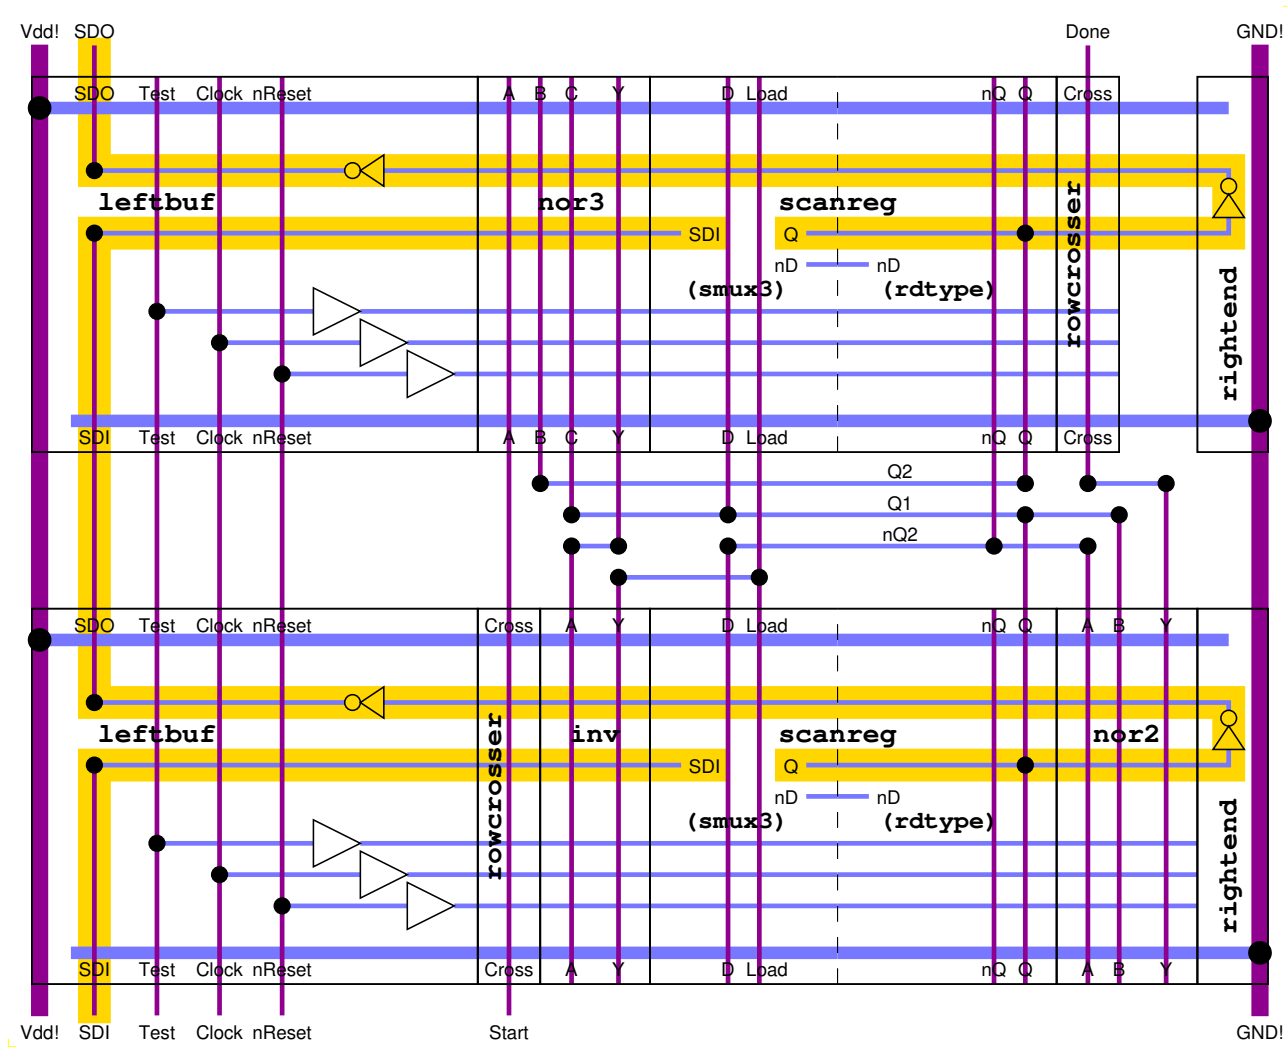 Vdd! SDO Done GND!
SDO Test Clock nReset A B C Y D Load nQ Q Cross
leftbuf nor3 scanreg
rowcrosser
SDI Q
nD nD
(smux3) (rdtype)
rightend
SDI Test Clock nReset A B C Y D Load nQ Q Cross
Q2
Q1
nQ2
SDO Test Clock nReset Cross A Y D Load nQ Q A B Y
leftbuf inv scanreg nor2
rowcrosser
SDI Q
nD nD
(smux3) (rdtype)
rightend
SDI Test Clock nReset Cross A Y D Load nQ Q A B Y
Vdd! SDI Test Clock nReset Start GND!